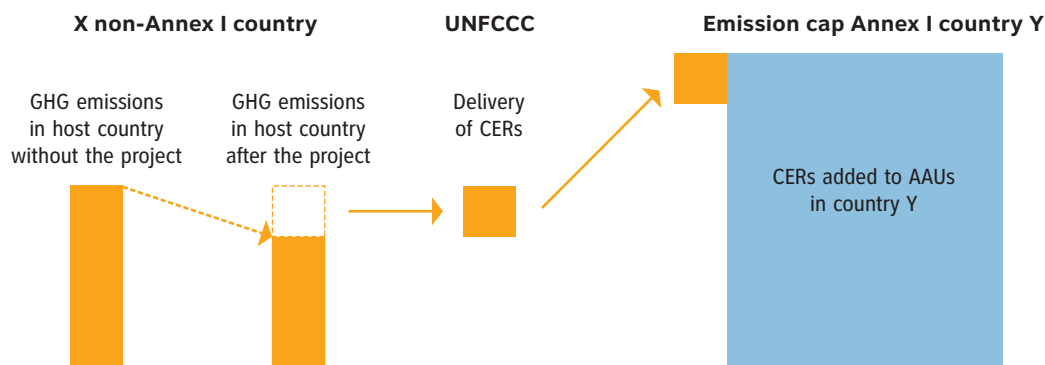 X non-Annex I country
UNFCCC
Emission cap Annex I country Y
GHG emissions
in host country
without the project
GHG emissions
in host country
after the project
Delivery
of CERs
CERs added to AAUs
in country Y